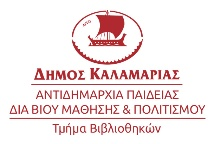 ΔΗΜΟΣ ΚΑΛΑΜΑΡΙΑΣ
ΑΝΤΙΔΗΜΑΡΧΙΑ ΠΑΙΔΕΙΑΣ
ΔΙΑ ΒΙΟΥ ΜΑΘΗΣΗΣ & ΠΟΛΙΤΙΣΜΟΥ
Τμήμα Βιβλιοθηκών